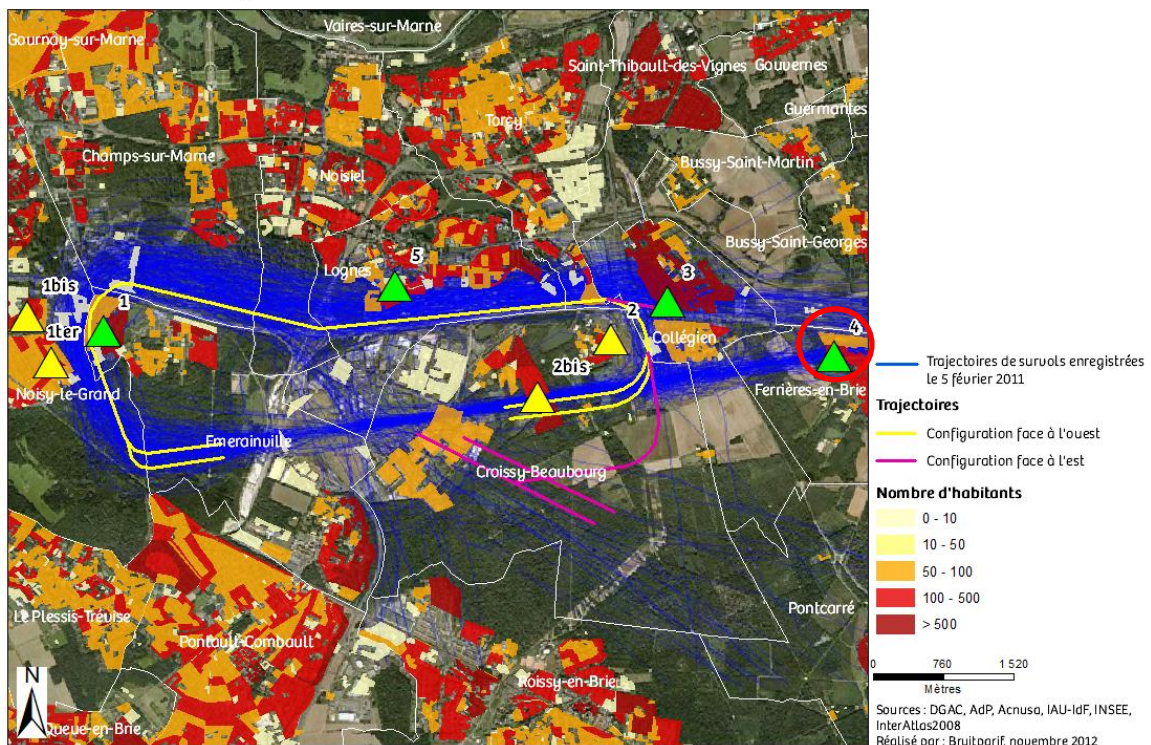 Vaires-sur-Marne
Gournay-sur-Marne
Saint-Thibault-des-Vignes
Gouvernes
Guermantes
Torcy
Champs-sur-Marne
Noisiel
Bussy-Saint-Martin
Bussy-Saint-Georges
Lognes
5
3
1bis
1
1ter
2
4
Collégien
2bis
Noisy-le-Grand
Ferrières-en-Brie
Emerainville
Croissy-Beaubourg
Le Plessis-Trévise
Pontault-Combault
Pontcarré
Roissy-en-Brie
Queue-en-Brie
N
Trajectoires de survols enregistrées
le 5 février 2011
Trajectoires
Configuration face à l'ouest
Configuration face à l'est
Nombre d'habitants
0 - 10
10 - 50
50 - 100
100 - 500
> 500
0 760 1 520
Mètres
Sources : DGAC, AdP, Acnusa, IAU-IdF, INSEE,
InterAtlas2008
Réalisé par : Bruitparif, novembre 2012